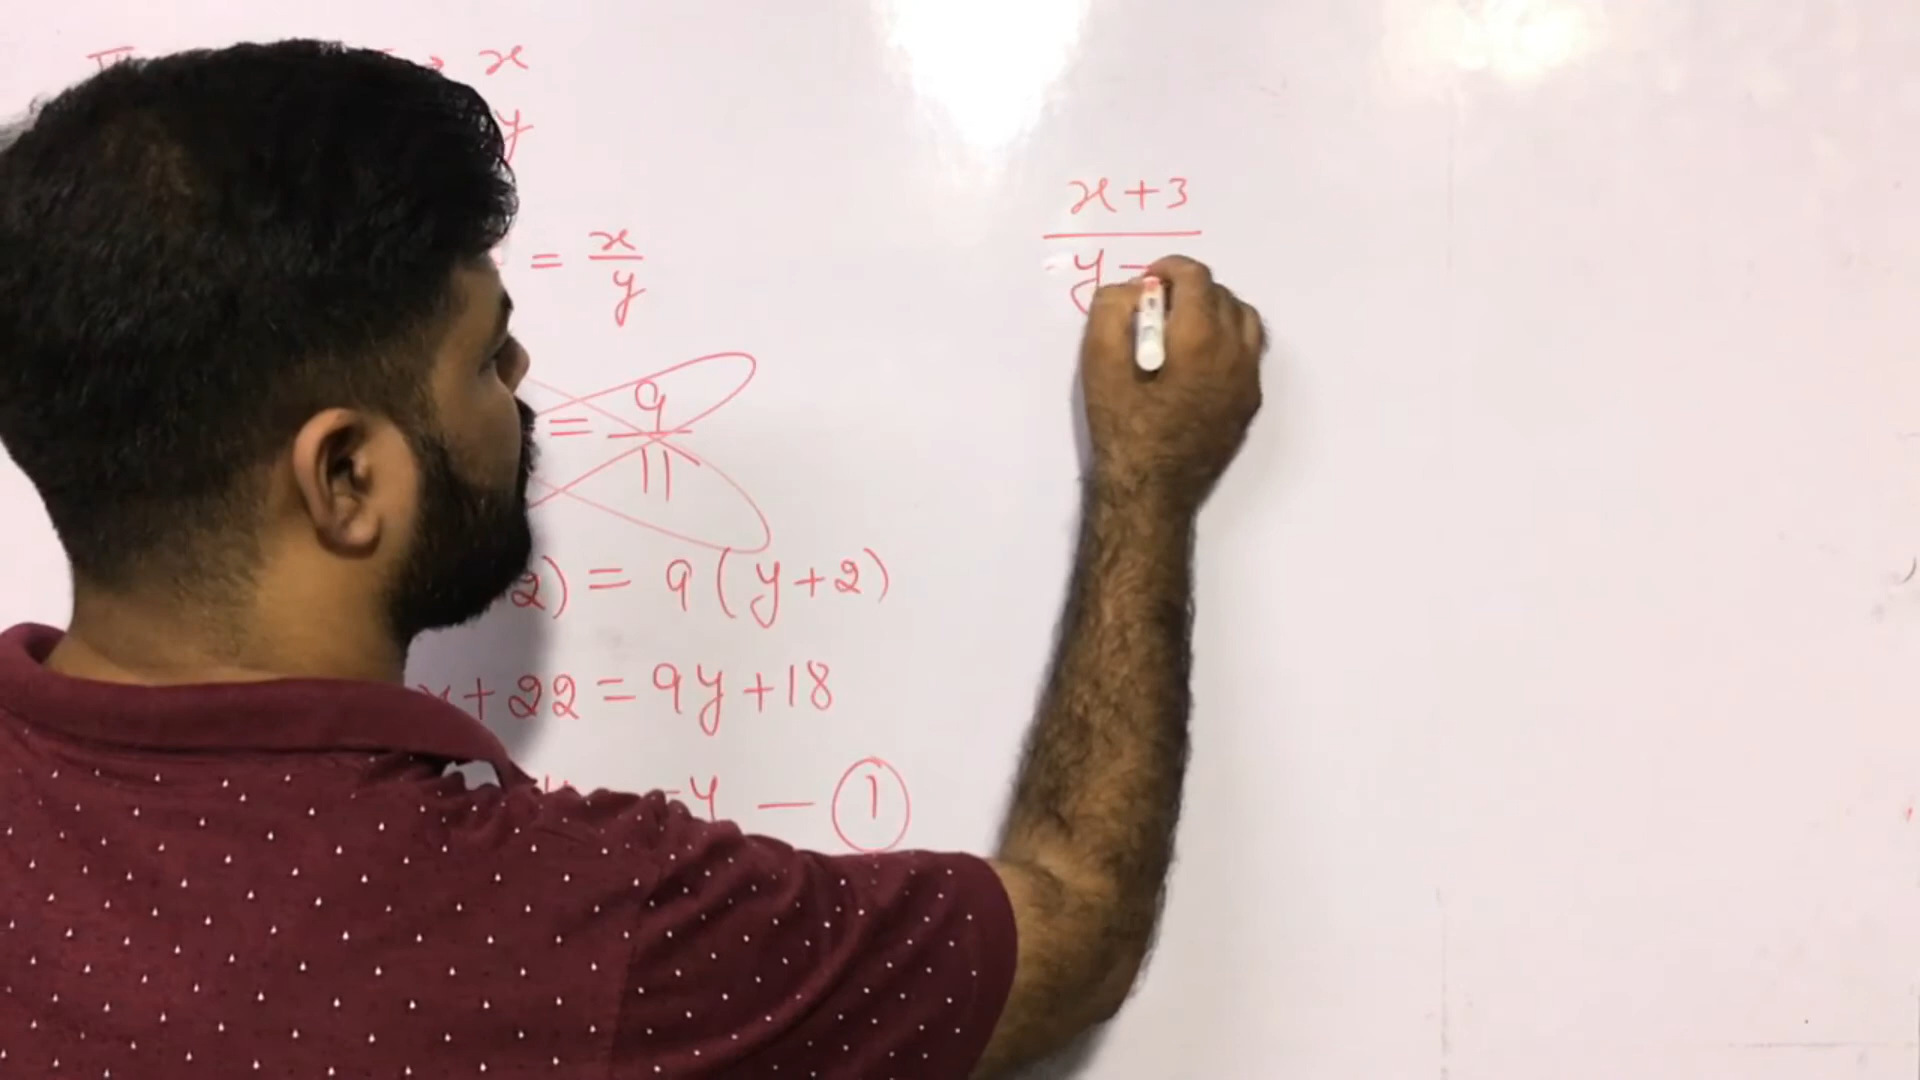 x
y
= x/y
= 9/11
2) = 9(y+2)
x+22 = 9y+18
y — ①
x+3
y